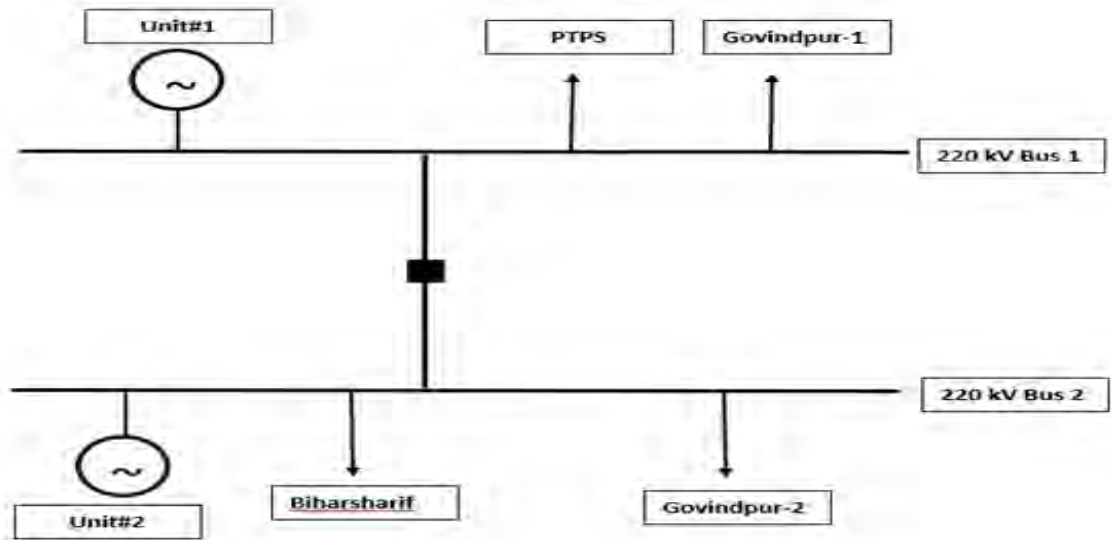 Unit#1
PTPS
Govindpur-1
220 kV Bus 1
220 kV Bus 2
Biharsharif
Govindpur-2
Unit#2